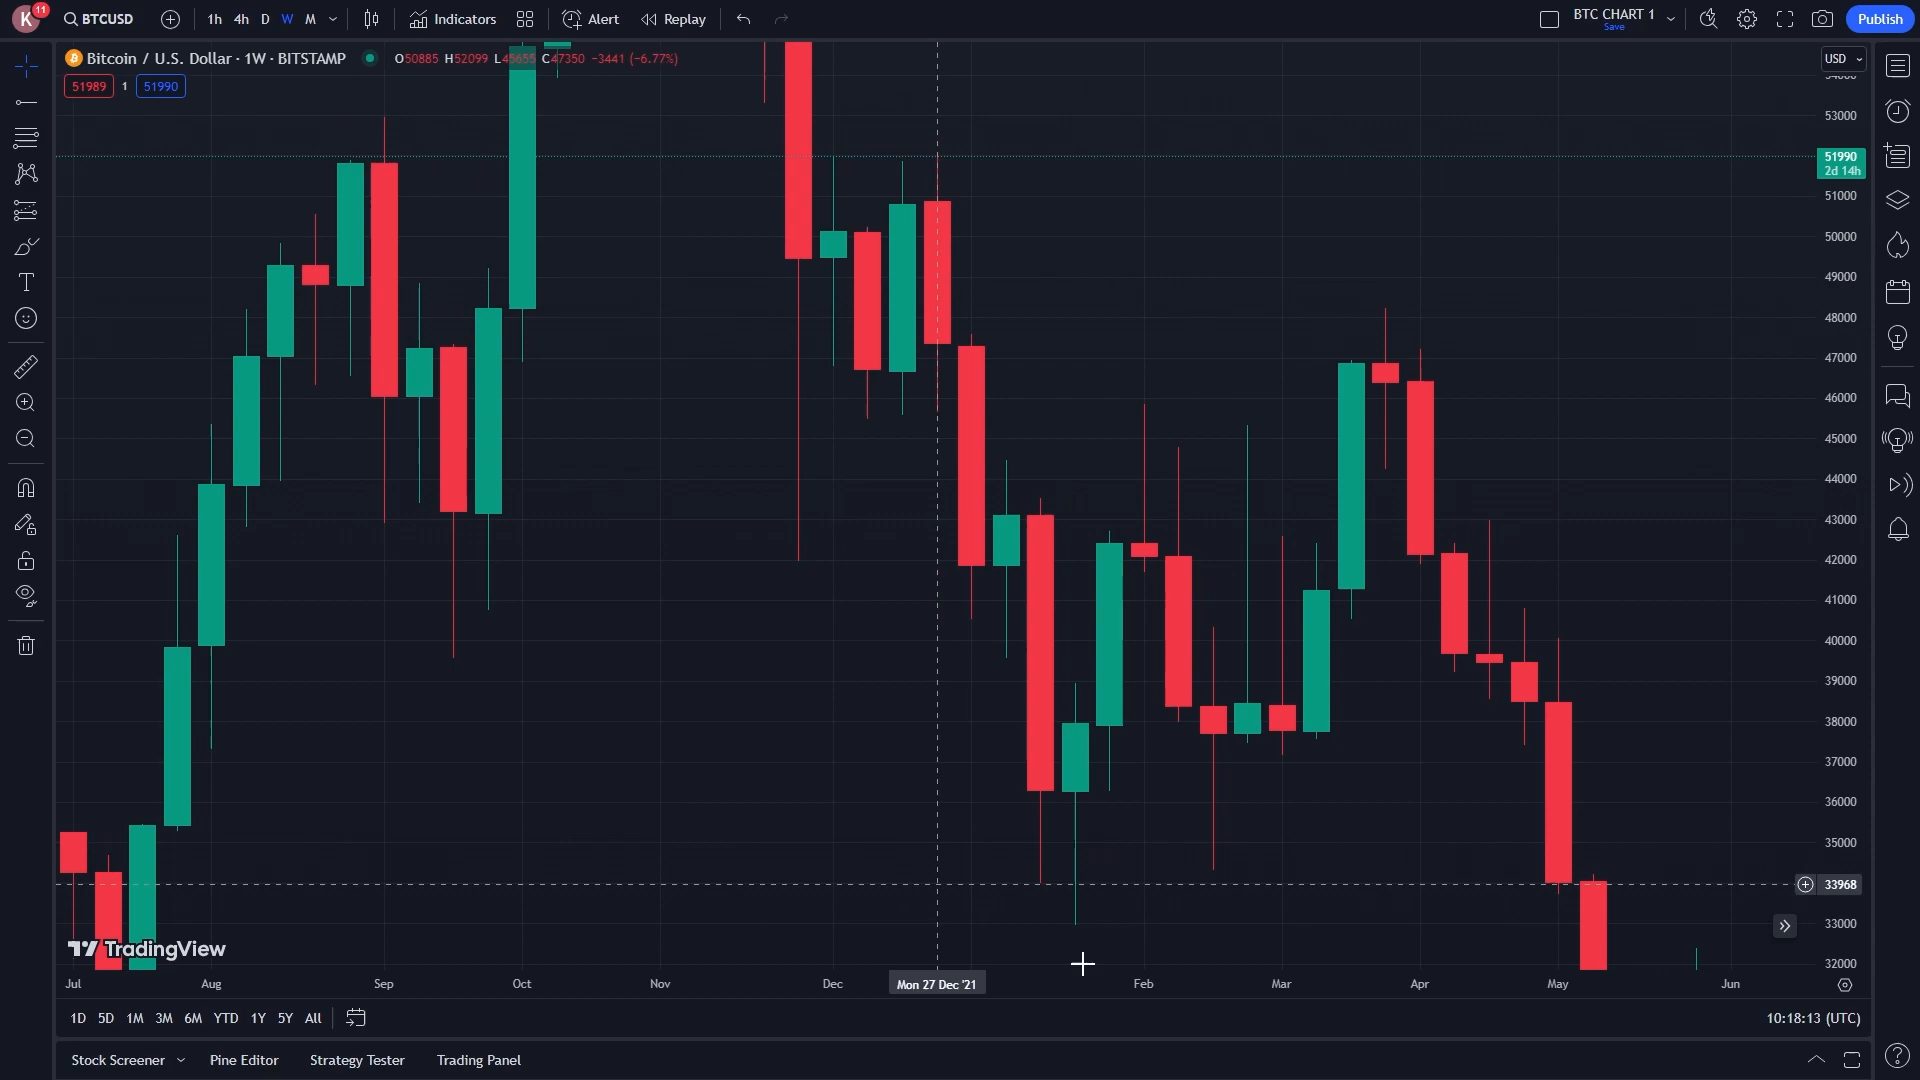 K 11 BTCUSD 1h 4h D W M Indicators Alert Replay BTC CHART 1 Save Publish
Bitcoin / U.S. Dollar · 1W · BITSTAMP O50885 H52099 L45655 C47350 −3441 (−6.77%) USD
51989 1 51990
53000
51990
2d 14h
51000
50000
49000
48000
47000
46000
45000
44000
43000
42000
41000
40000
39000
38000
37000
36000
35000
33968
33000
32000
TradingView
Jul Aug Sep Oct Nov Dec Mon 27 Dec '21 Feb Mar Apr May Jun
1D 5D 1M 3M 6M YTD 1Y 5Y All 10:18:13 (UTC)
Stock Screener Pine Editor Strategy Tester Trading Panel